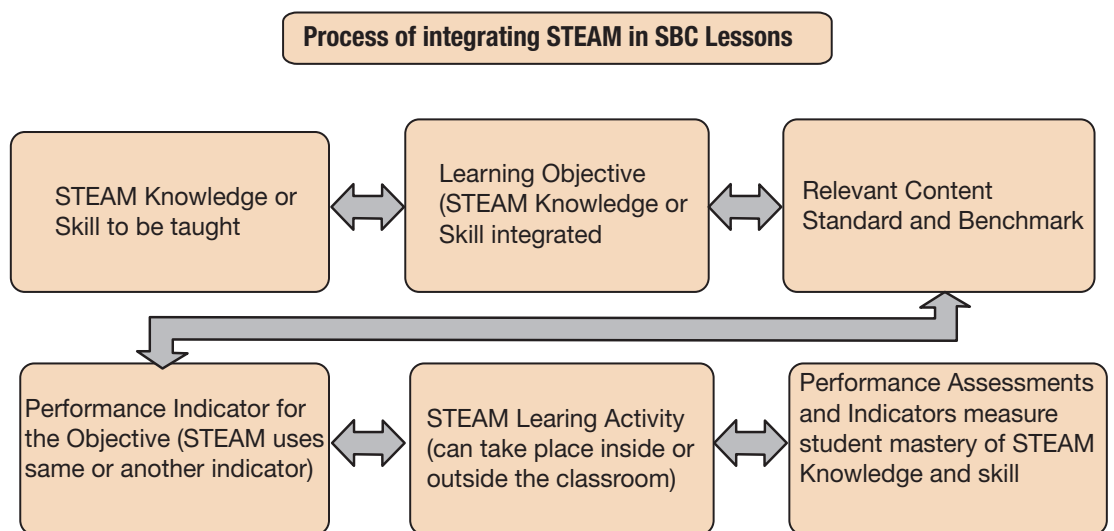 Process of integrating STEAM in SBC Lessons
STEAM Knowledge or
Skill to be taught
Learning Objective
(STEAM Knowledge or
Skill integrated
Relevant Content
Standard and Benchmark
Performance Indicator for
the Objective (STEAM uses
same or another indicator)
STEAM Learing Activity
(can take place inside or
outside the classroom)
Performance Assessments
and Indicators measure
student mastery of STEAM
Knowledge and skill